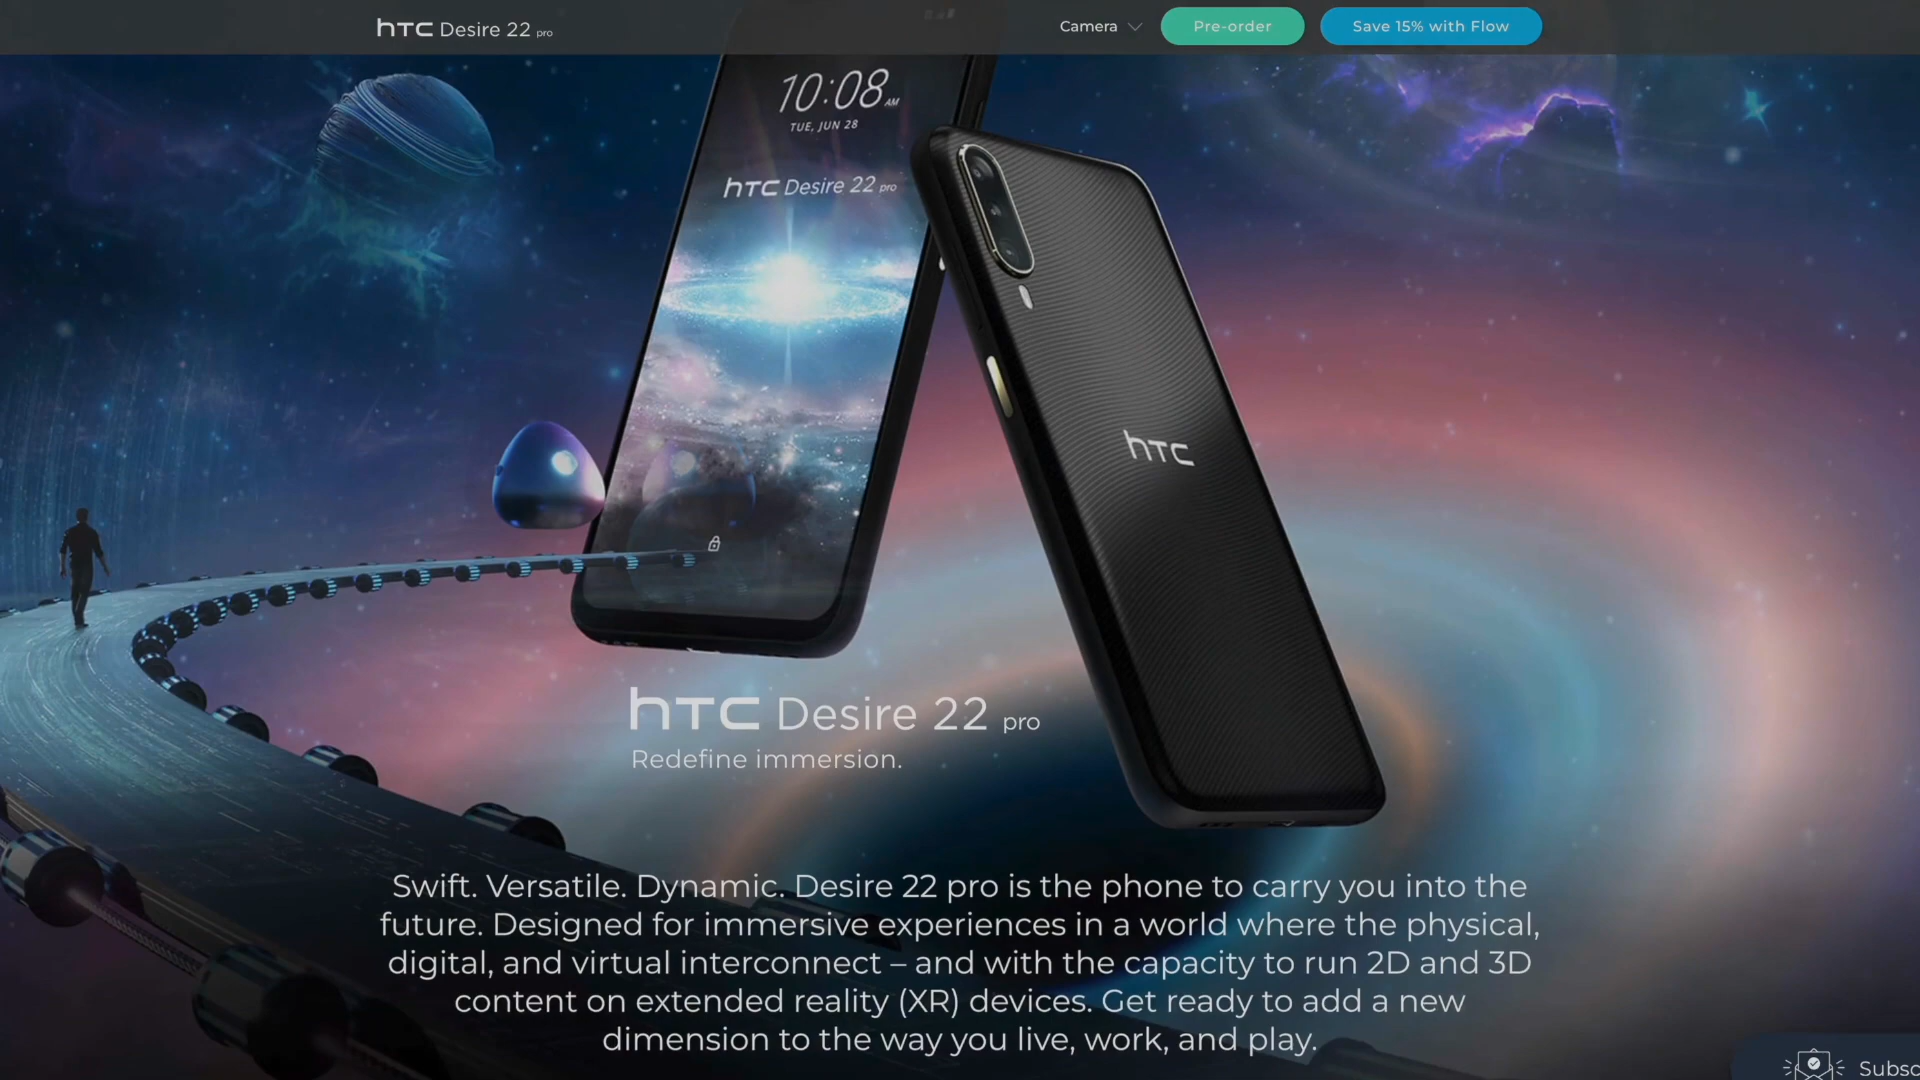 hTC Desire 22 pro
Camera
Pre-order
Save 15% with Flow
10:08 AM
TUE, JUN 28
hTC Desire 22 pro
hTC
hTC Desire 22 pro
Redefine immersion.
Swift. Versatile. Dynamic. Desire 22 pro is the phone to carry you into the
future. Designed for immersive experiences in a world where the physical,
digital, and virtual interconnect – and with the capacity to run 2D and 3D
content on extended reality (XR) devices. Get ready to add a new
dimension to the way you live, work, and play.
Subsc